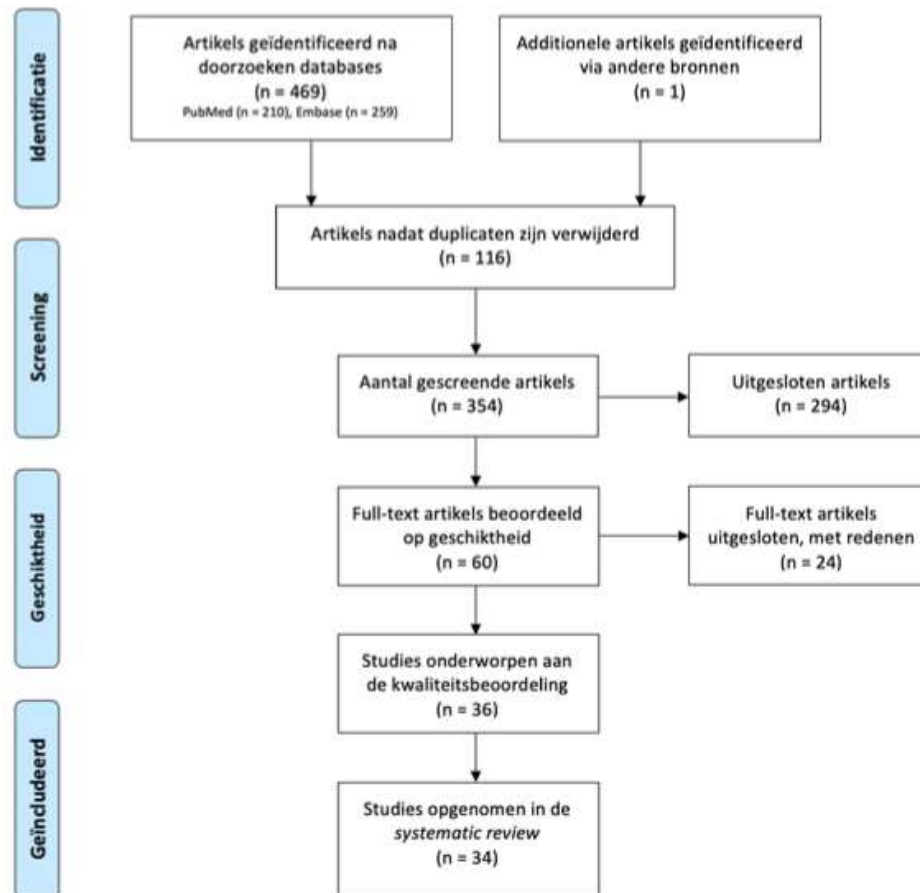 Identificatie
Artikels geïdentificeerd na
doorzoeken databases
(n = 469)
PubMed (n = 210), Embase (n = 259)
Additionele artikels geïdentificeerd
via andere bronnen
(n = 1)
Artikels nadat duplicaten zijn verwijderd
(n = 116)
Screening
Aantal gescreende artikels
(n = 354)
Uitgesloten artikels
(n = 294)
Geschiktheid
Full-text artikels beoordeeld
op geschiktheid
(n = 60)
Full-text artikels
uitgesloten, met redenen
(n = 24)
Studies onderworpen aan
de kwaliteitsbeoordeling
(n = 36)
Geïncludeerd
Studies opgenomen in de
systematic review
(n = 34)